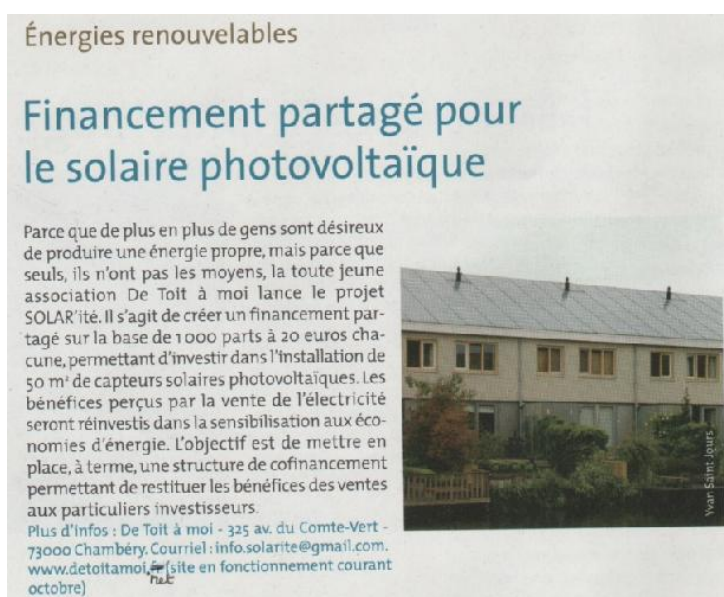 Énergies renouvelables
Financement partagé pour
le solaire photovoltaïque
Parce que de plus en plus de gens sont désireux
de produire une énergie propre, mais parce que
seuls, ils n'ont pas les moyens, la toute jeune
association De Toit à moi lance le projet
SOLAR'ité. Il s'agit de créer un financement par-
tagé sur la base de 1000 parts à 20 euros cha-
cune, permettant d'investir dans l'installation de
50 m² de capteurs solaires photovoltaïques. Les
bénéfices perçus par la vente de l'électricité
seront réinvestis dans la sensibilisation aux éco-
nomies d'énergie. L'objectif est de mettre en
place, à terme, une structure de cofinancement
permettant de restituer les bénéfices des ventes
aux particuliers investisseurs.
Plus d'infos : De Toit à moi - 325 av. du Comte-Vert -
73000 Chambéry. Courriel : info.solarite@gmail.com.
www.detoitamoi.fr (site en fonctionnement courant
net
octobre)
Yvan Saint Jours